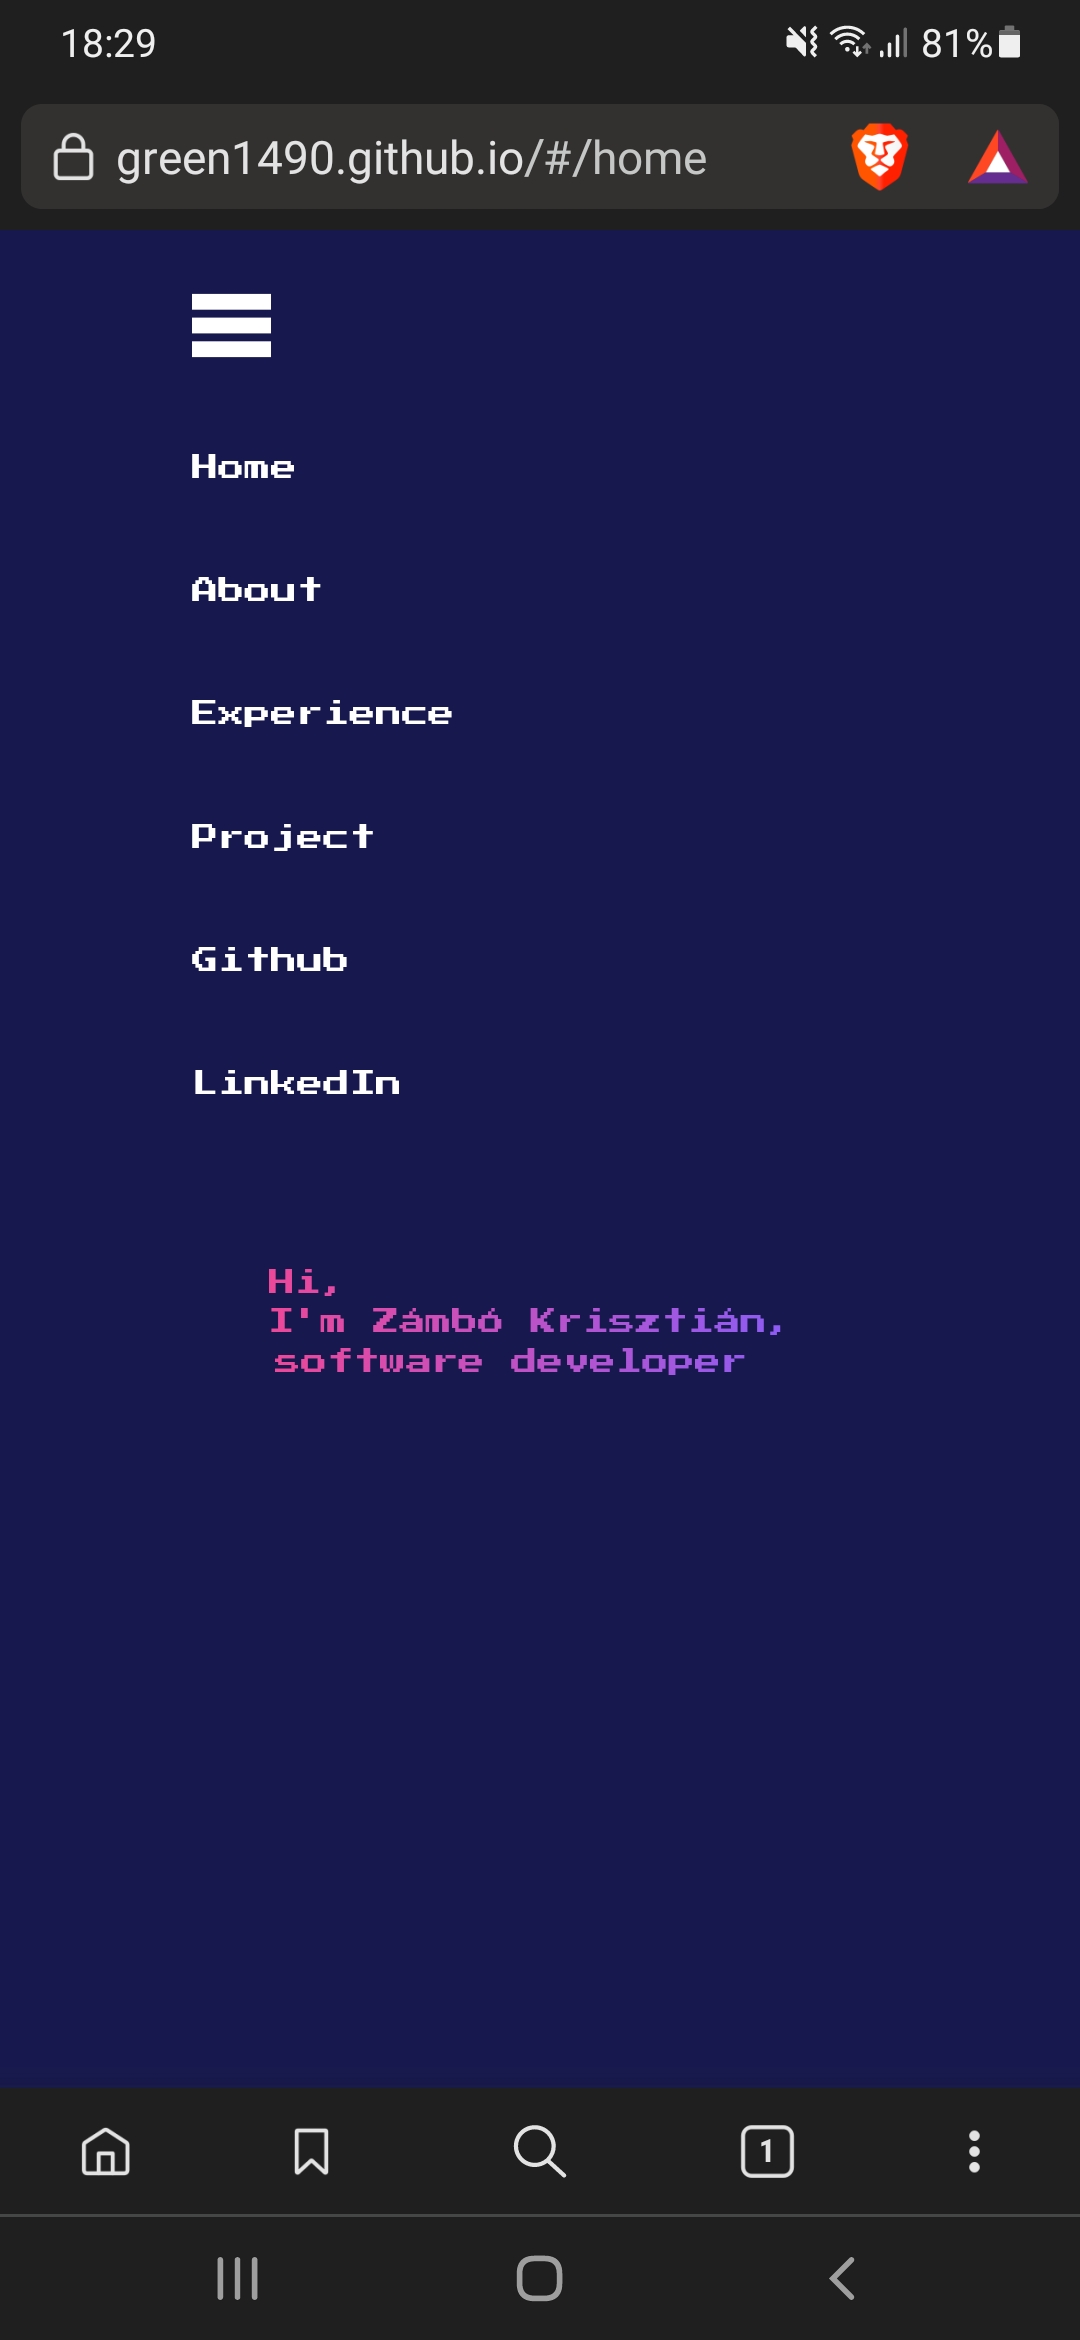 18:29
81%
green1490.github.io/#/home
Home
About
Experience
Project
Github
LinkedIn
Hi,
I'm Zámbó Krisztián,
software developer
1